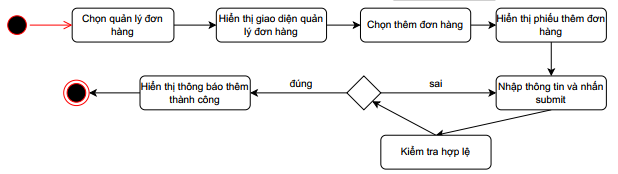 Chọn quản lý đơn
hàng
Hiển thị giao diện quản
lý đơn hàng
Chọn thêm đơn hàng
Hiển thị phiếu thêm đơn
hàng
Hiển thị thông báo thêm
thành công
đúng
sai
Nhập thông tin và nhấn
submit
Kiểm tra hợp lệ